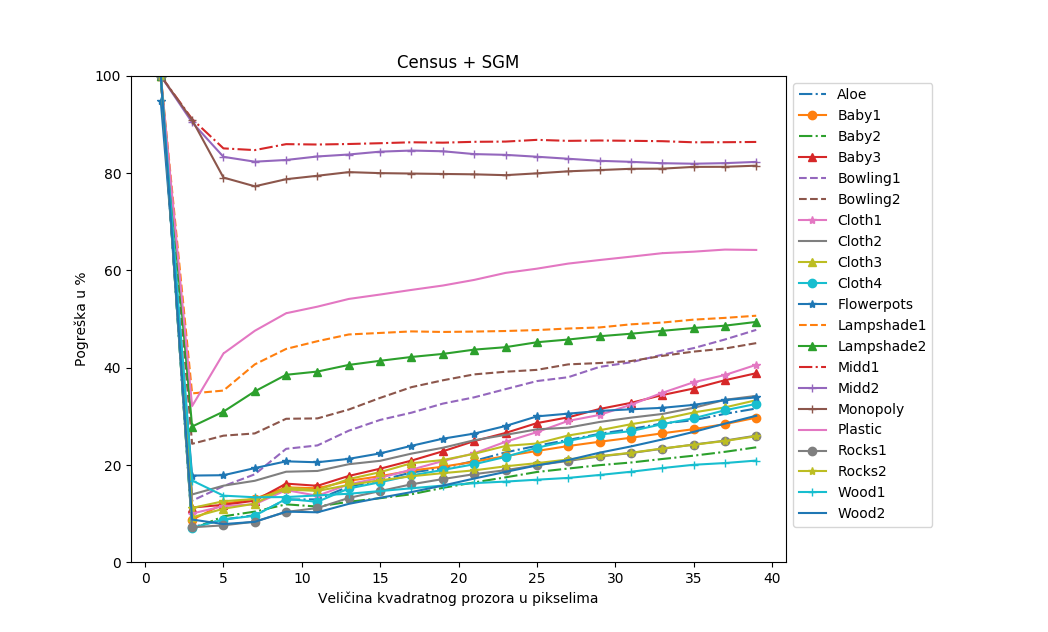 Census + SGM
100
80
60
40
20
0
Pogreška u %
0 5 10 15 20 25 30 35 40
Veličina kvadratnog prozora u pikselima
Aloe
Baby1
Baby2
Baby3
Bowling1
Bowling2
Cloth1
Cloth2
Cloth3
Cloth4
Flowerpots
Lampshade1
Lampshade2
Midd1
Midd2
Monopoly
Plastic
Rocks1
Rocks2
Wood1
Wood2